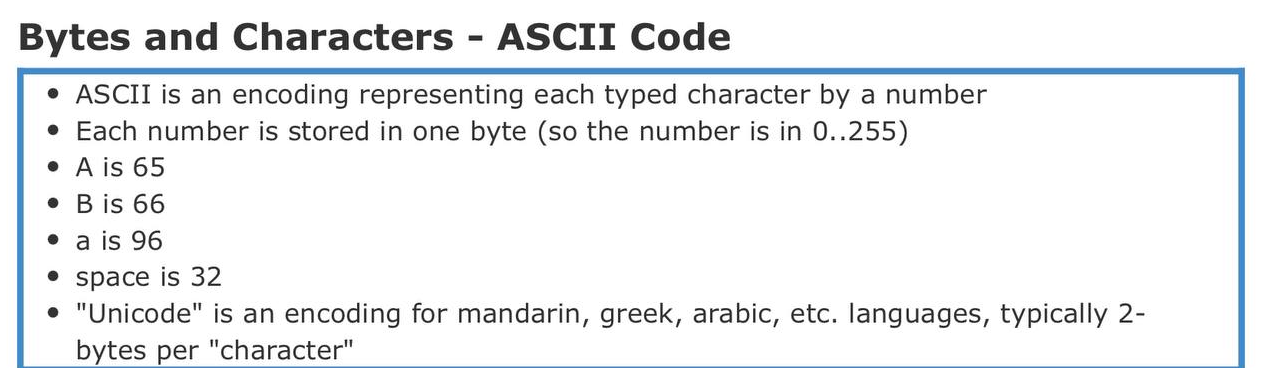 Bytes and Characters - ASCII Code
• ASCII is an encoding representing each typed character by a number
• Each number is stored in one byte (so the number is in 0..255)
• A is 65
• B is 66
• a is 96
• space is 32
• "Unicode" is an encoding for mandarin, greek, arabic, etc. languages, typically 2-
bytes per "character"